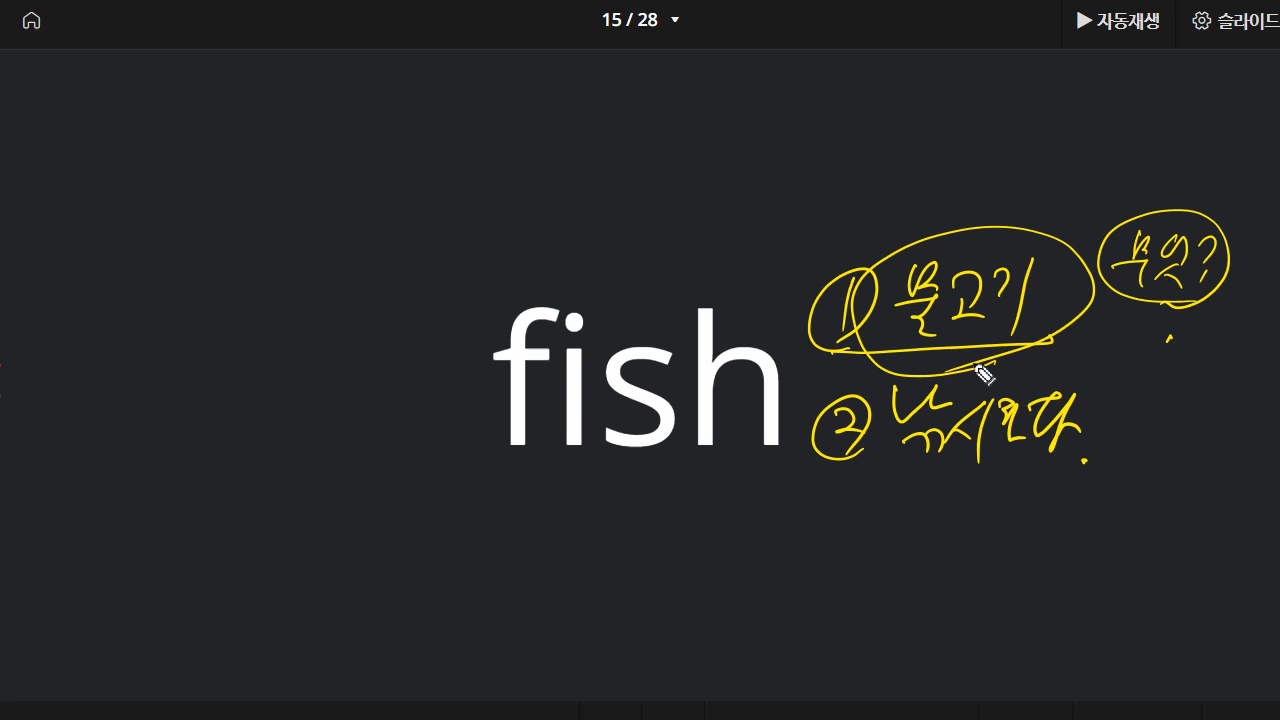 15 / 28
▶ 자동재생
슬라이드
무엇?
fish
① 물고기
② 낚시하다.